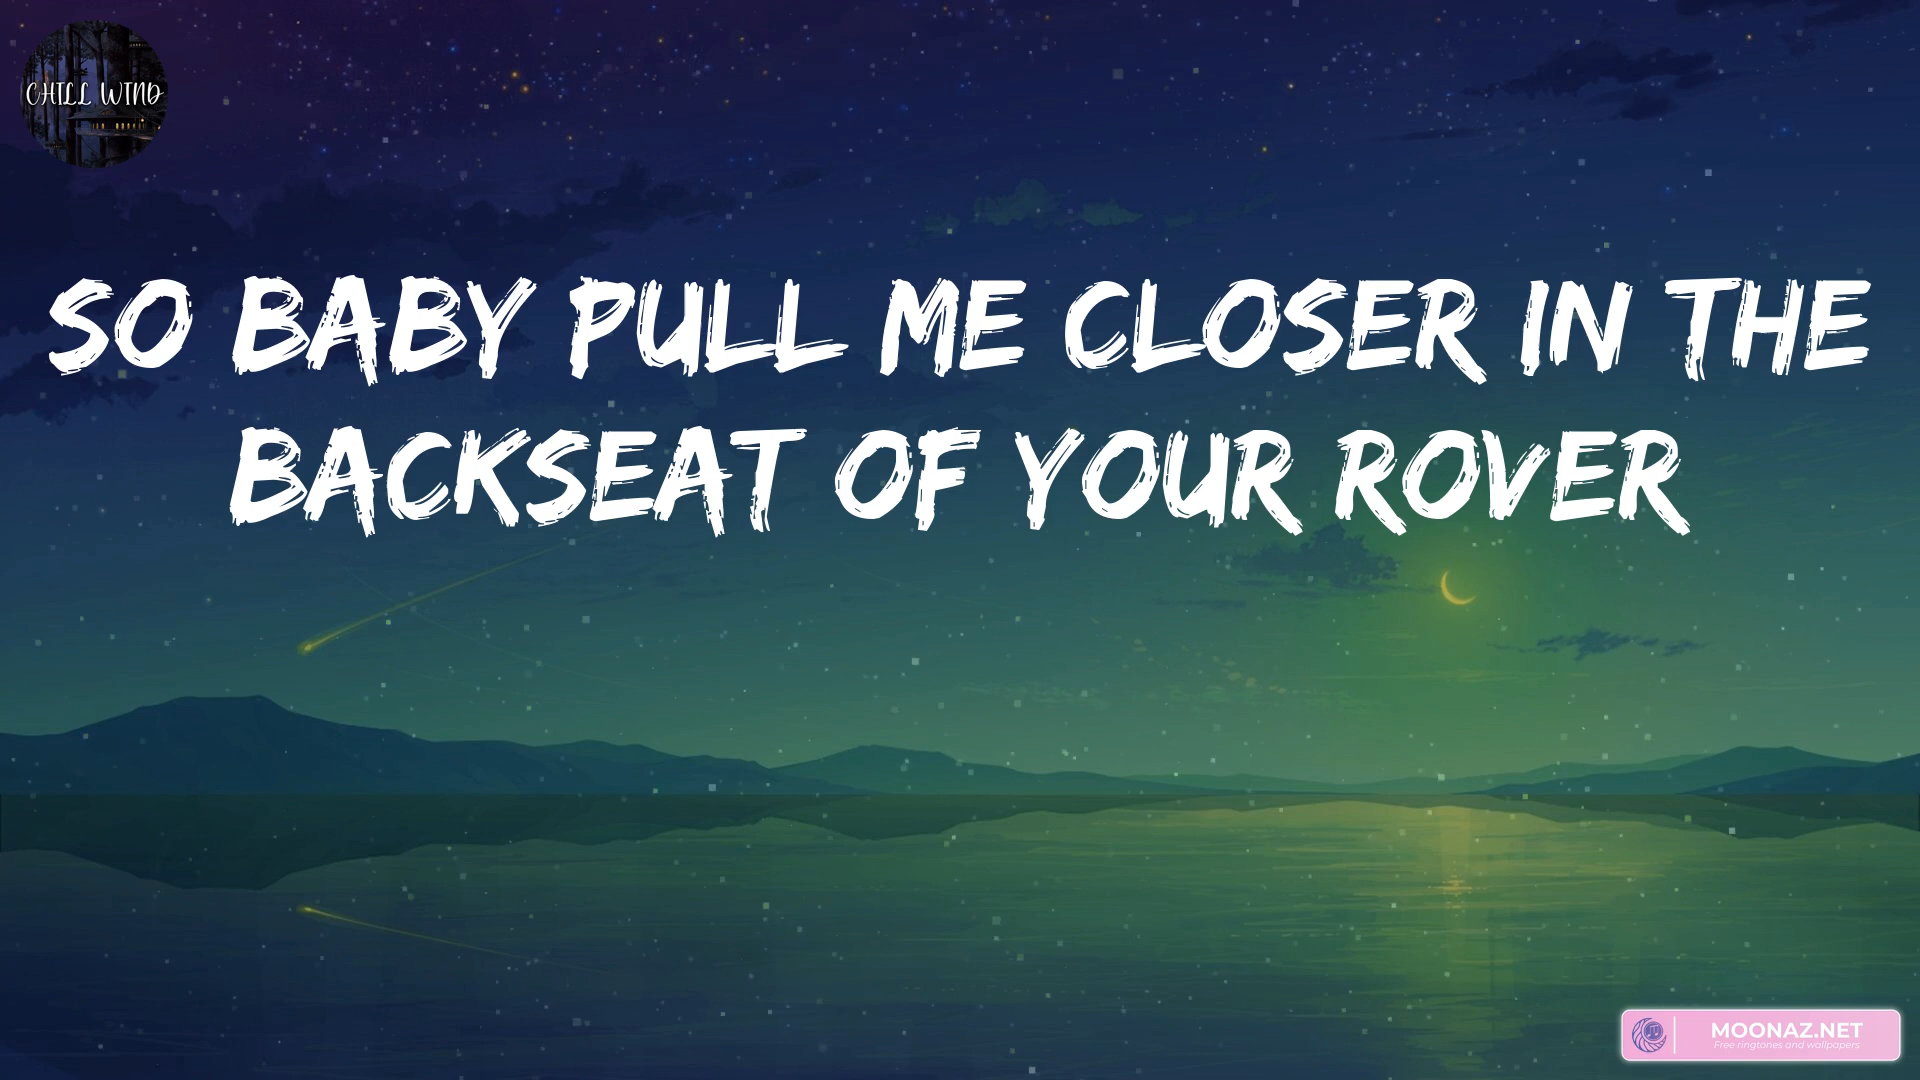 CHILL WIND
SO BABY PULL ME CLOSER IN THE
BACKSEAT OF YOUR ROVER
MOONAZ.NET
Free ringtones and wallpapers